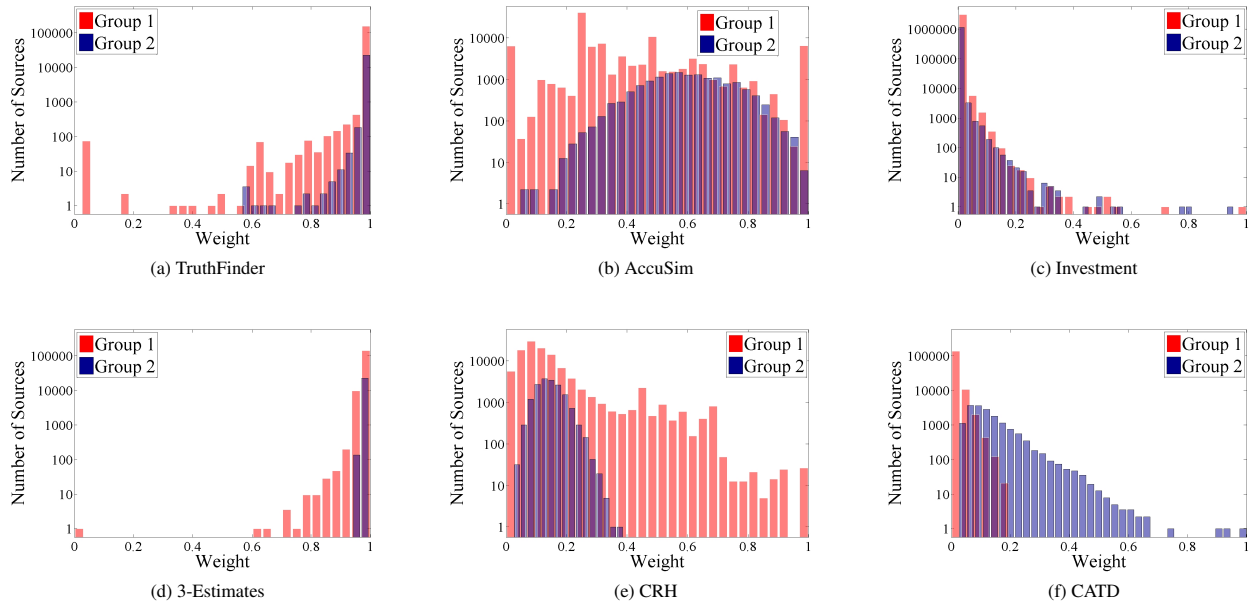 Number of Sources
100000
10000
1000
100
10
1
Group 1
Group 2
0 0.2 0.4 0.6 0.8 1
Weight
(a) TruthFinder
Number of Sources
10000
1000
100
10
1
Group 1
Group 2
0 0.2 0.4 0.6 0.8 1
Weight
(b) AccuSim
Number of Sources
1000000
100000
10000
1000
100
10
1
Group 1
Group 2
0 0.2 0.4 0.6 0.8 1
Weight
(c) Investment
Number of Sources
100000
10000
1000
100
10
1
Group 1
Group 2
0 0.2 0.4 0.6 0.8 1
Weight
(d) 3-Estimates
Number of Sources
10000
1000
100
10
1
Group 1
Group 2
0 0.2 0.4 0.6 0.8 1
Weight
(e) CRH
Number of Sources
100000
10000
1000
100
10
1
Group 1
Group 2
0 0.2 0.4 0.6 0.8 1
Weight
(f) CATD